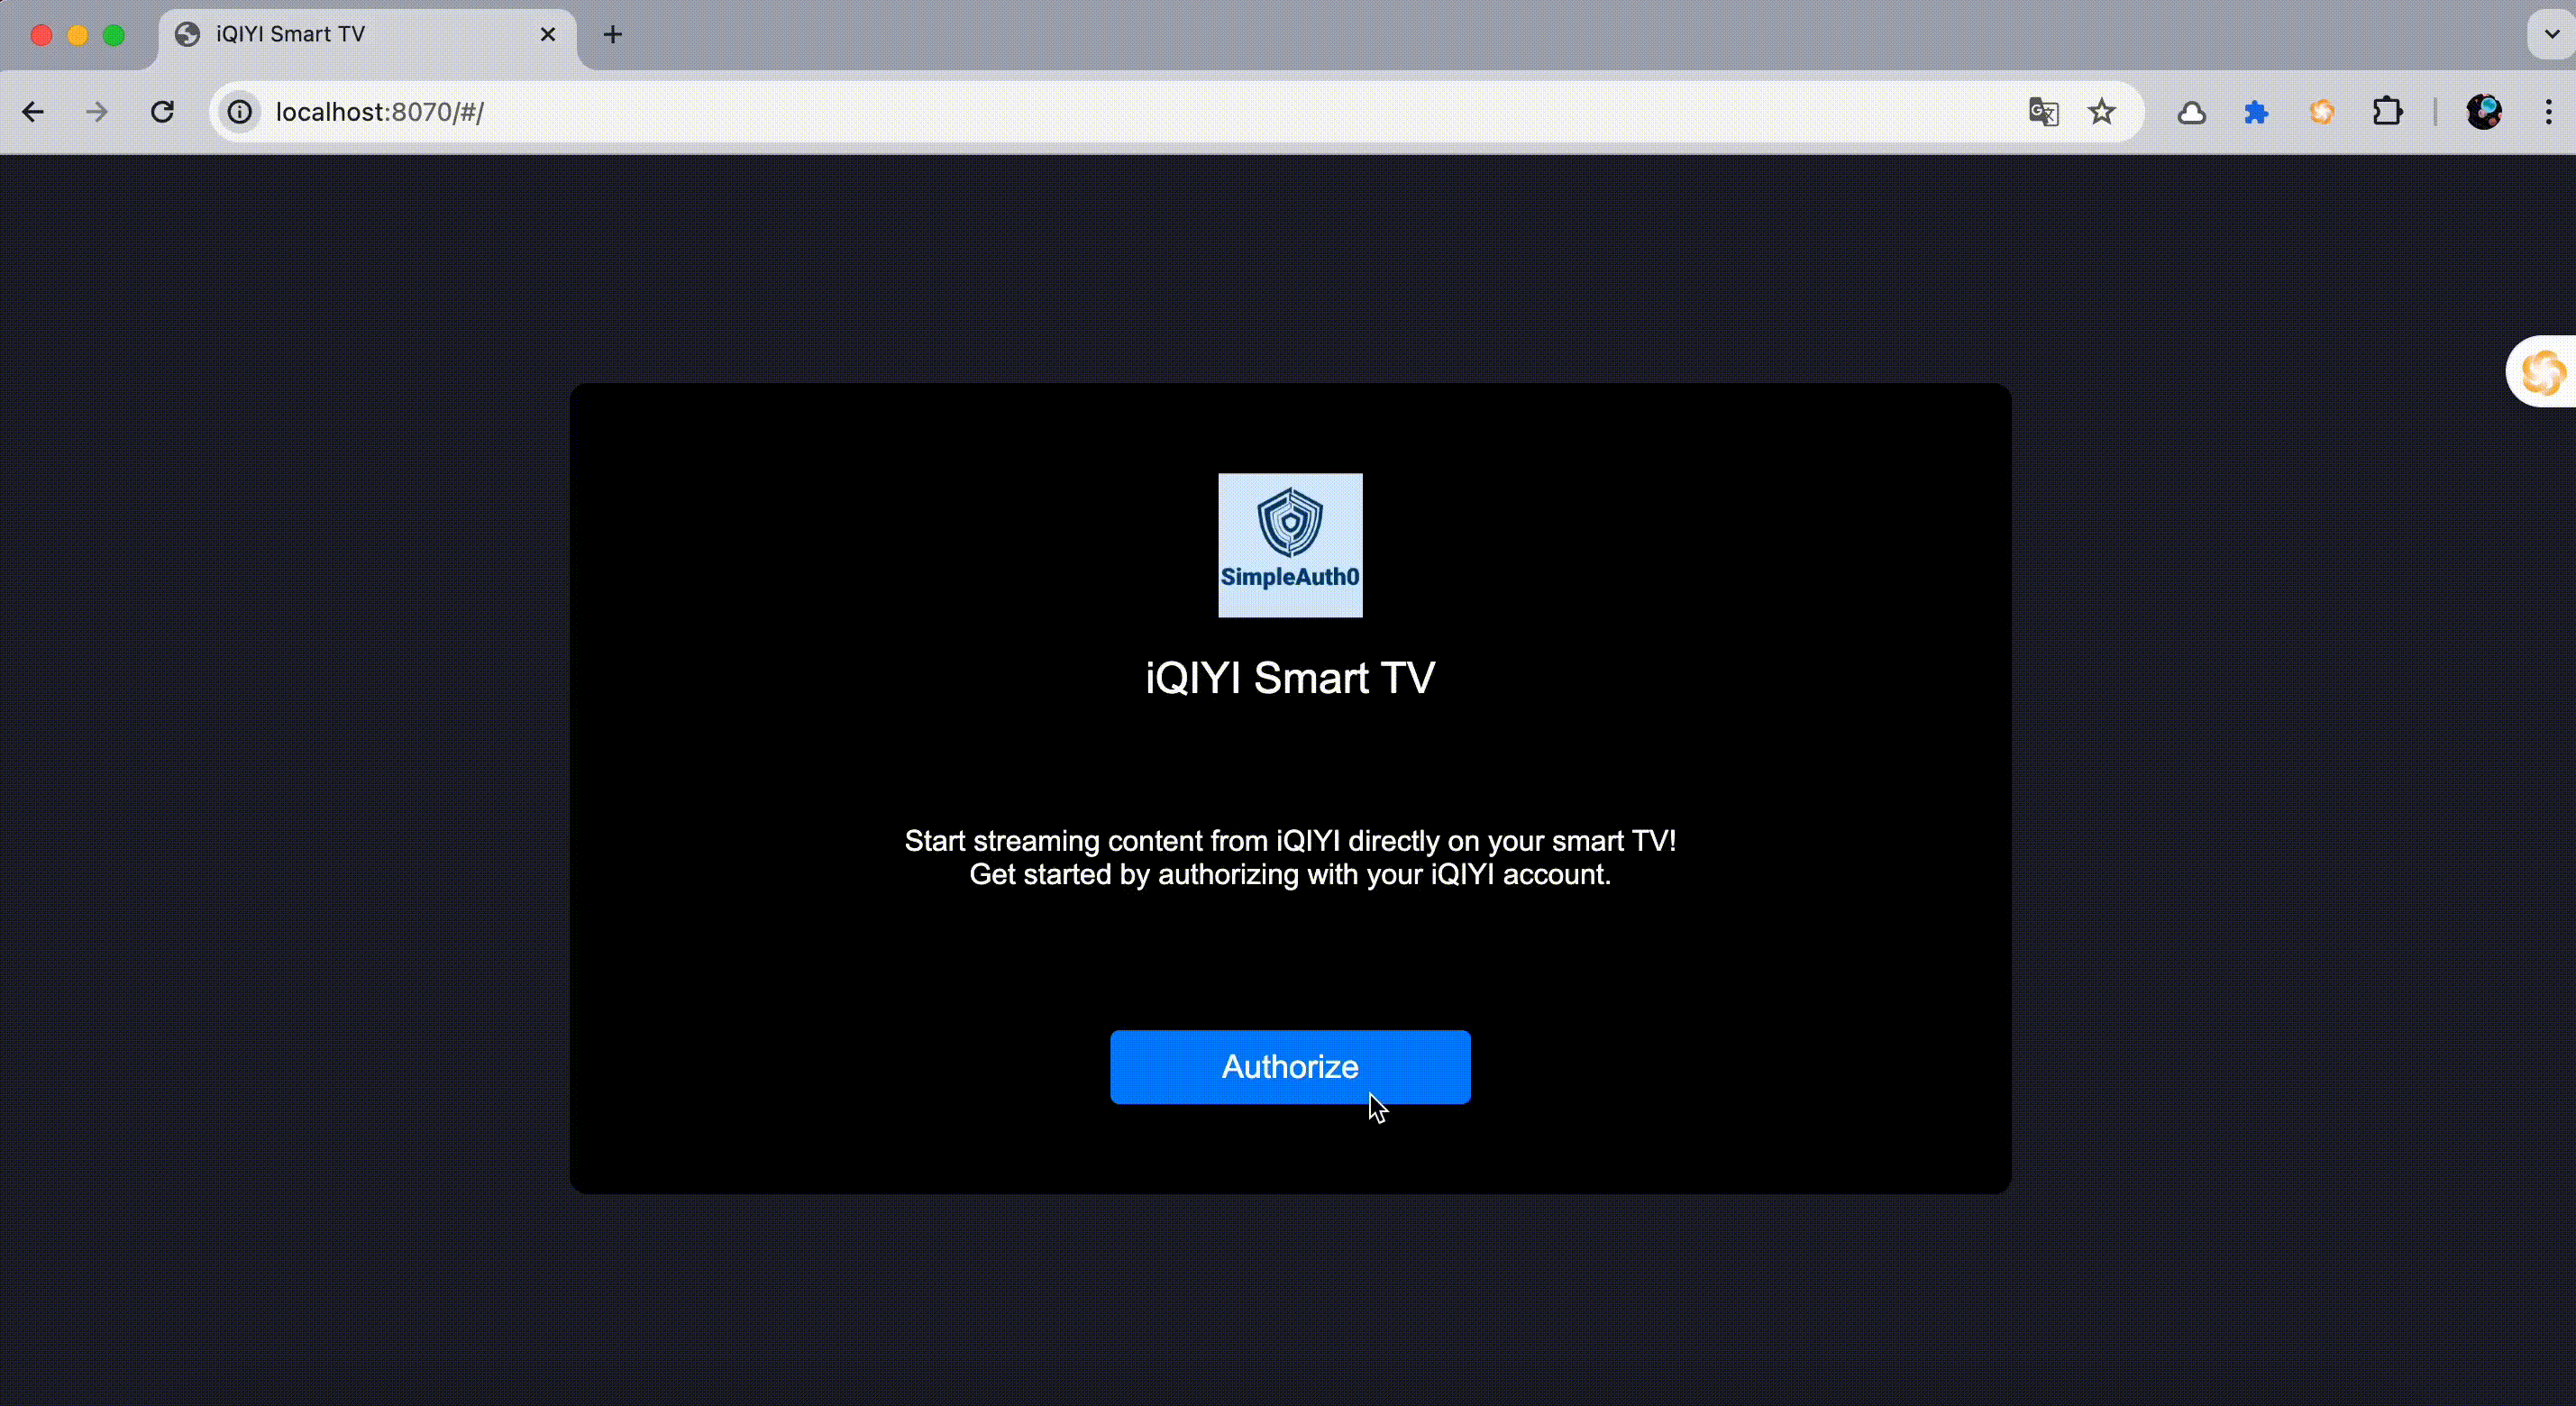 iQIYI Smart TV
localhost:8070/#/
SimpleAuth0
iQIYI Smart TV
Start streaming content from iQIYI directly on your smart TV!
Get started by authorizing with your iQIYI account.
Authorize